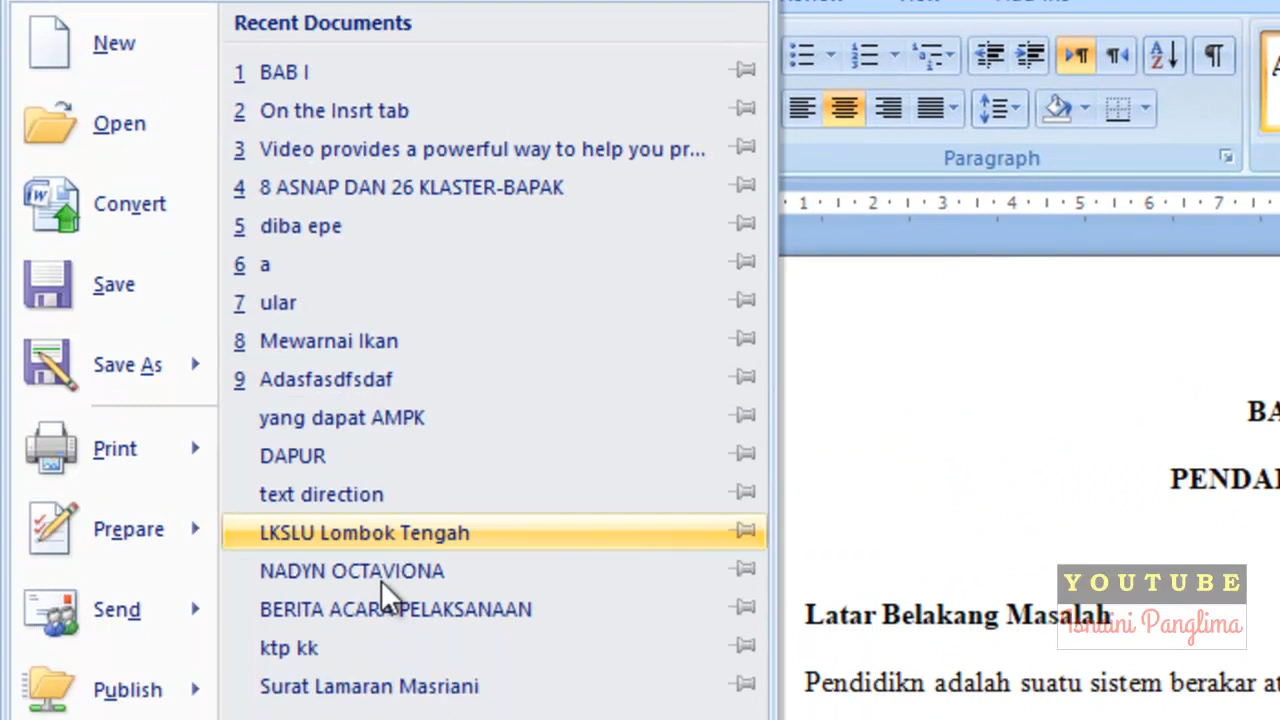 New
Open
Convert
Save
Save As
Print
Prepare
Send
Publish
Recent Documents
1 BAB I
2 On the Insrt tab
3 Video provides a powerful way to help you pr...
4 8 ASNAP DAN 26 KLASTER-BAPAK
5 diba epe
6 a
7 ular
8 Mewarnai Ikan
9 Adasfasdfsdaf
yang dapat AMPK
DAPUR
text direction
LKSLU Lombok Tengah
NADYN OCTAVIONA
BERITA ACARA PELAKSANAAN
ktp kk
Surat Lamaran Masriani
Paragraph
1 2 3 4 5 6 7
BA
PENDA
Latar Belakang Masalah
Pendidikn adalah suatu sistem berakar
YOUTUBE
Panglima